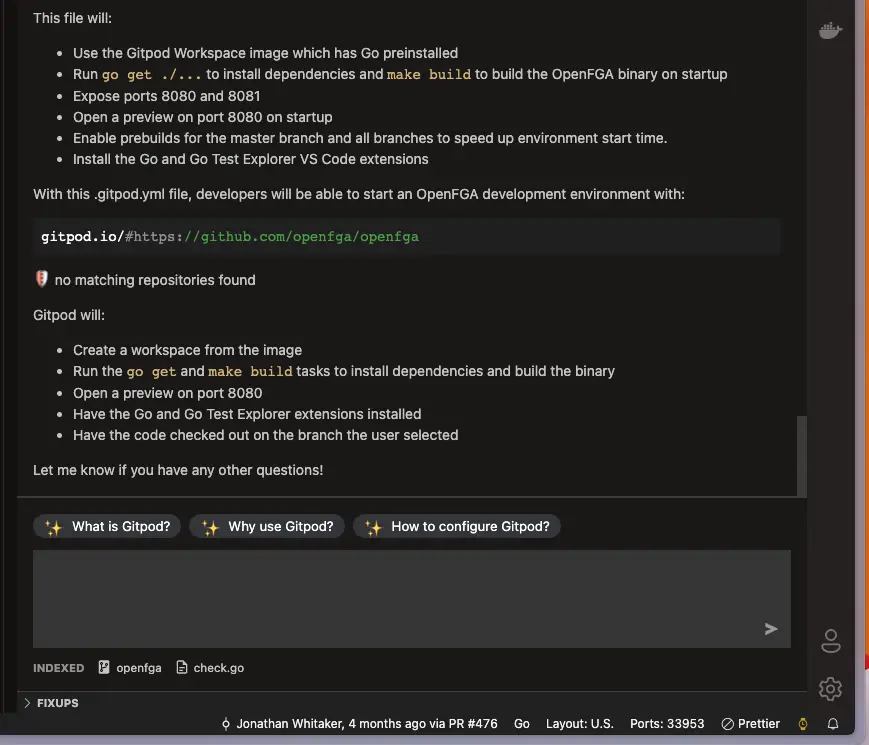 This file will:
• Use the Gitpod Workspace image which has Go preinstalled
• Run go get ./... to install dependencies and make build to build the OpenFGA binary on startup
• Expose ports 8080 and 8081
• Open a preview on port 8080 on startup
• Enable prebuilds for the master branch and all branches to speed up environment start time.
• Install the Go and Go Test Explorer VS Code extensions
With this .gitpod.yml file, developers will be able to start an OpenFGA development environment with:
gitpod.io/#https://github.com/openfga/openfga
no matching repositories found
Gitpod will:
• Create a workspace from the image
• Run the go get and make build tasks to install dependencies and build the binary
• Open a preview on port 8080
• Have the Go and Go Test Explorer extensions installed
• Have the code checked out on the branch the user selected
Let me know if you have any other questions!
What is Gitpod? Why use Gitpod? How to configure Gitpod?
INDEXED openfga check.go
FIXUPS
Jonathan Whitaker, 4 months ago via PR #476 Go Layout: U.S. Ports: 33953 Prettier